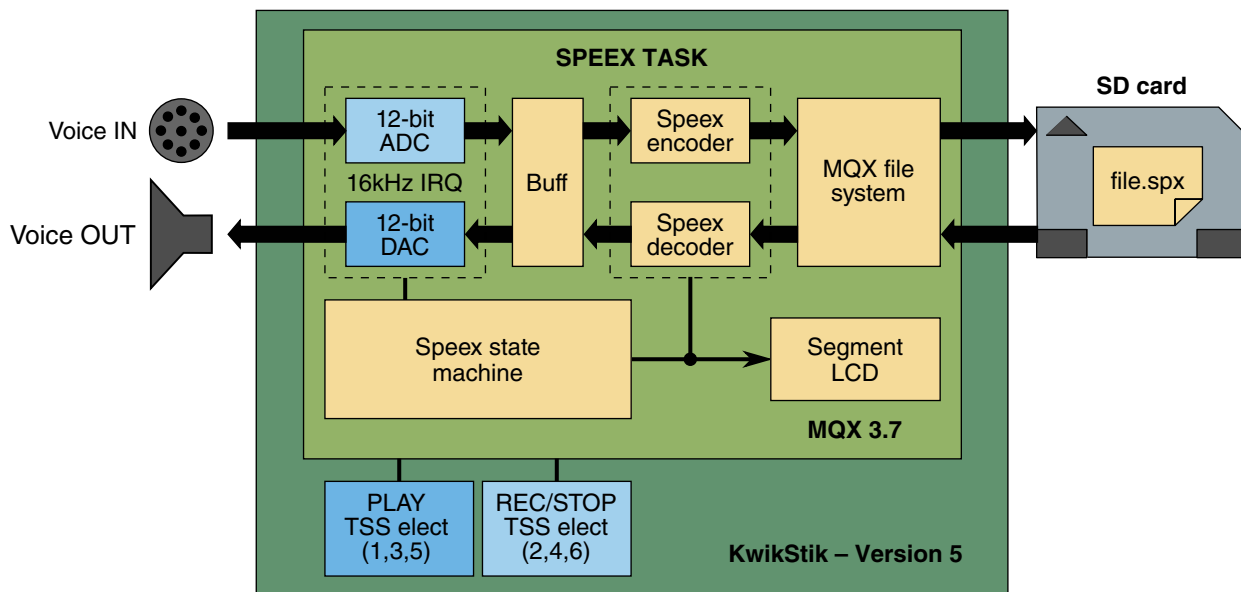 SPEEX TASK
SD card
Voice IN
12-bit
ADC
Speex
encoder
16kHz IRQ
Buff
MQX file
system
file.spx
Voice OUT
12-bit
DAC
Speex
decoder
Speex state
machine
Segment
LCD
MQX 3.7
PLAY
TSS elect
(1,3,5)
REC/STOP
TSS elect
(2,4,6)
KwikStik – Version 5